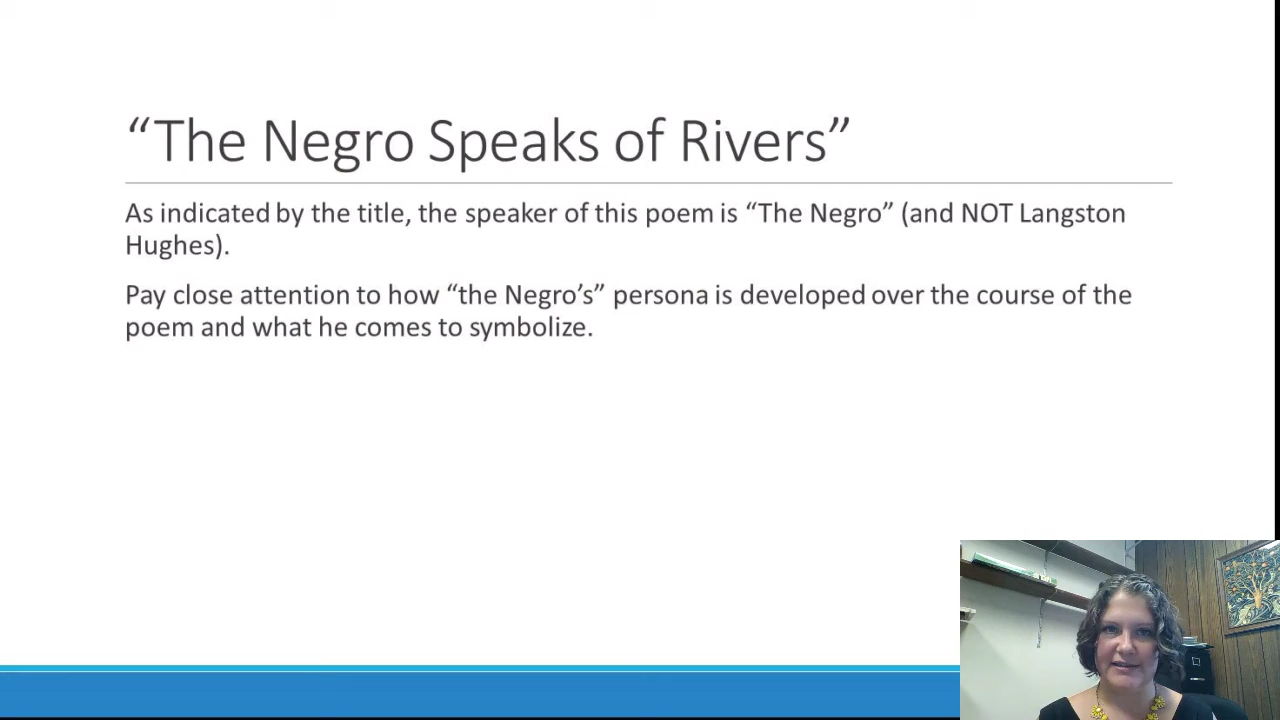 “The Negro Speaks of Rivers”
As indicated by the title, the speaker of this poem is “The Negro” (and NOT Langston
Hughes).
Pay close attention to how “the Negro’s” persona is developed over the course of the
poem and what he comes to symbolize.